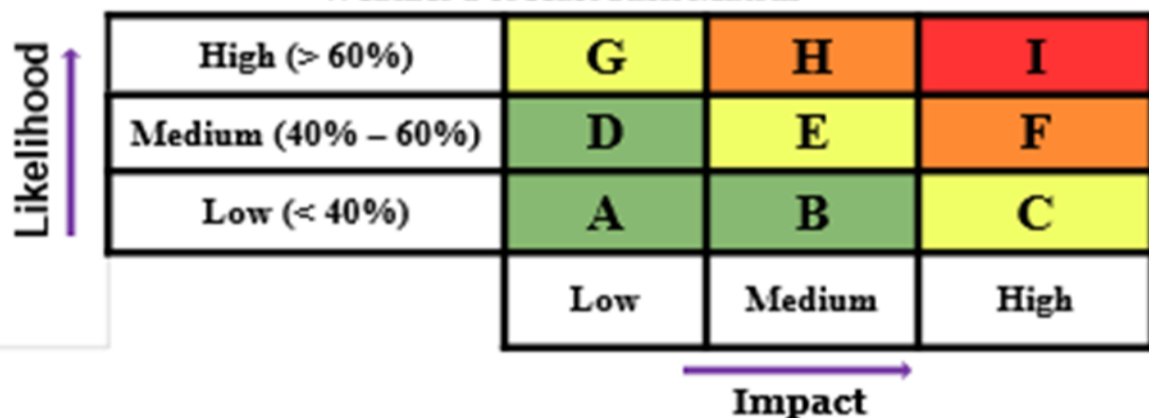 Likelihood
High (> 60%) G H I
Medium (40% – 60%) D E F
Low (< 40%) A B C
Low Medium High
Impact